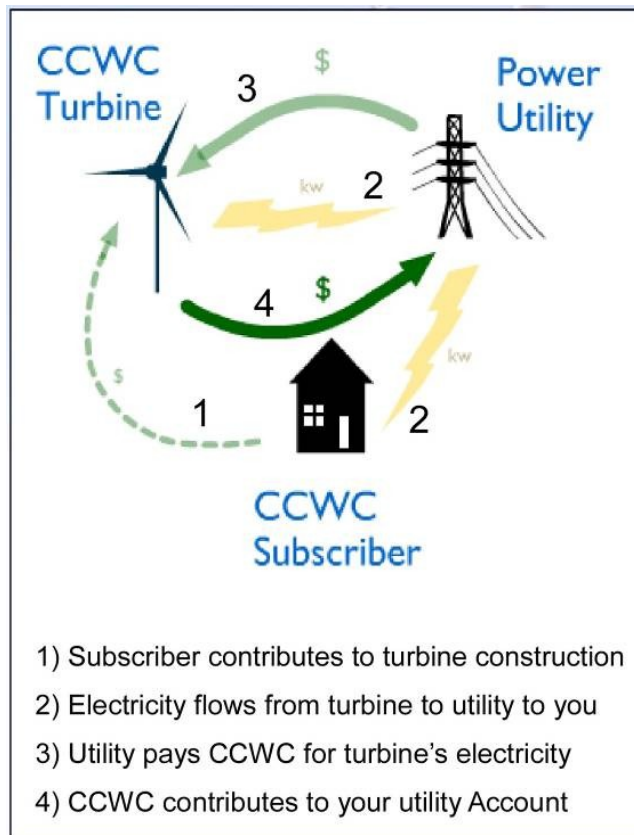 CCWC
Turbine
3
$
Power
Utility
kw
2
4
$
kw
$
1
2
CCWC
Subscriber
1) Subscriber contributes to turbine construction
2) Electricity flows from turbine to utility to you
3) Utility pays CCWC for turbine's electricity
4) CCWC contributes to your utility Account